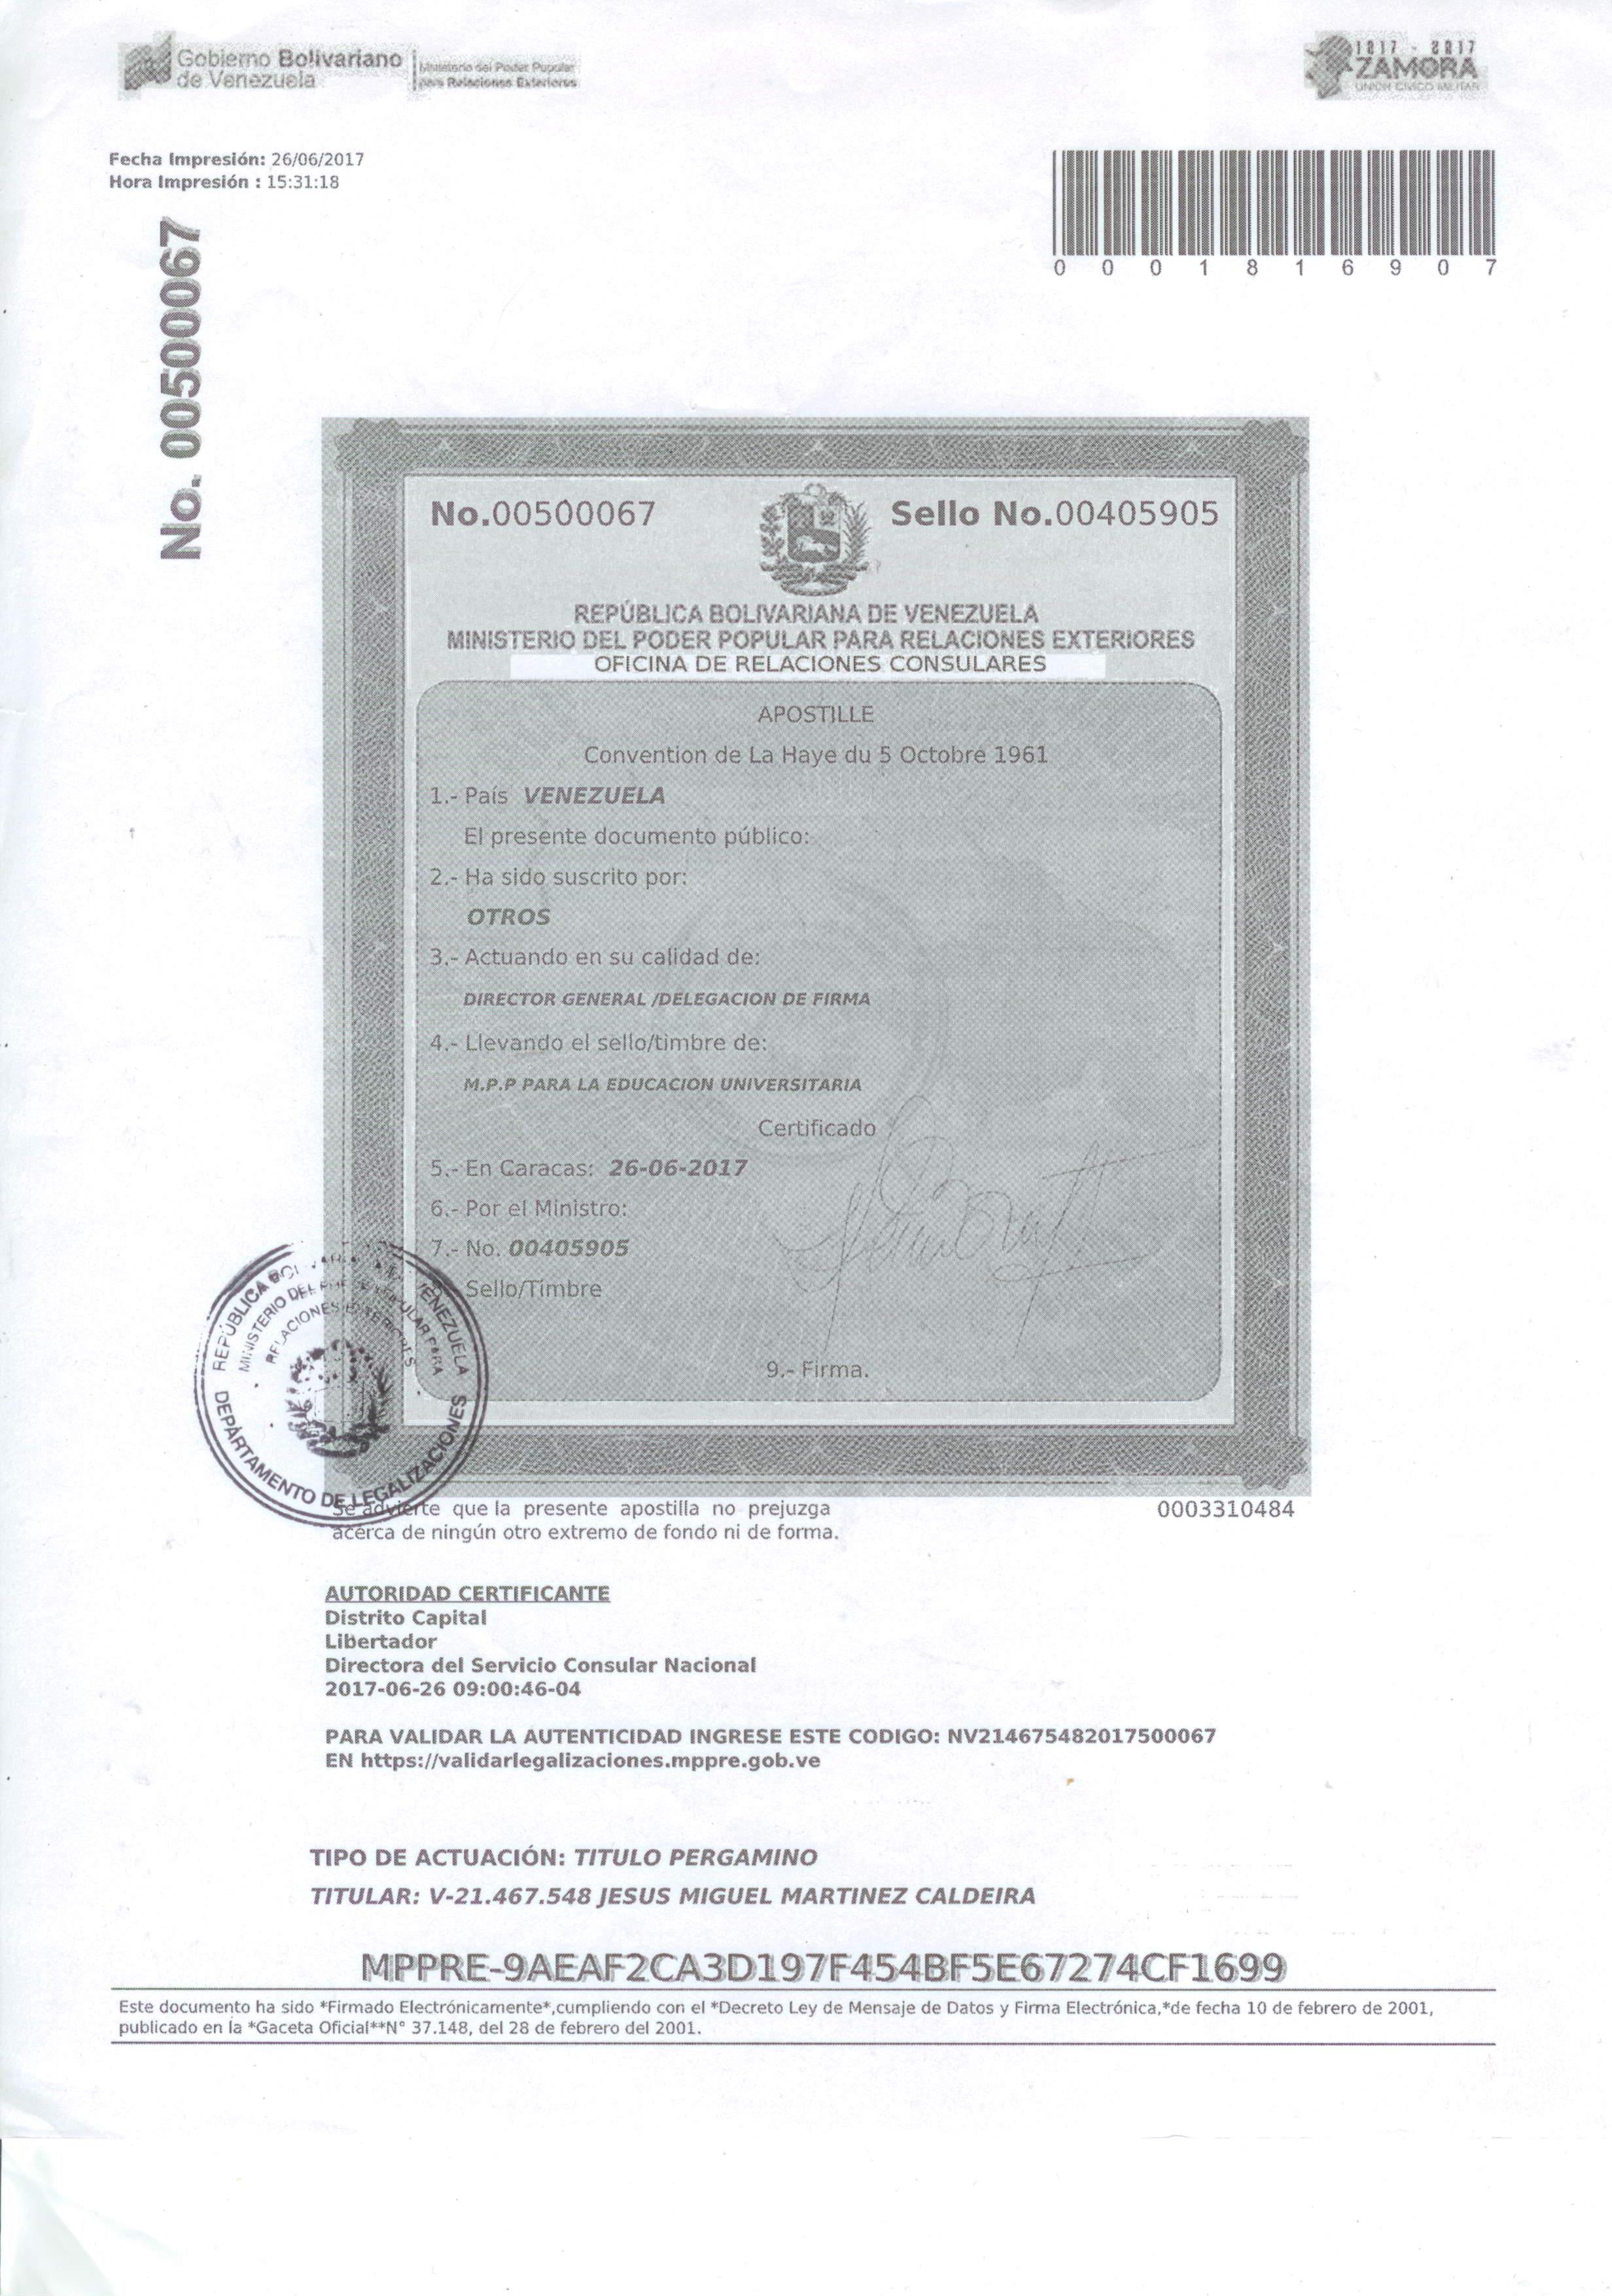 Gobierno Bolivariano
de Venezuela
Ministerio del Poder Popular
para Relaciones Exteriores
1817 - 2017
ZAMORA
UNIÓN CÍVICO MILITAR
Fecha Impresión: 26/06/2017
Hora Impresión : 15:31:18
0 0 0 1 8 1 6 9 0 7
No. 00500067
No.00500067
Sello No.00405905
REPÚBLICA BOLIVARIANA DE VENEZUELA
MINISTERIO DEL PODER POPULAR PARA RELACIONES EXTERIORES
OFICINA DE RELACIONES CONSULARES
APOSTILLE
Convention de La Haye du 5 Octobre 1961
1.- País VENEZUELA
El presente documento público:
2.- Ha sido suscrito por:
OTROS
3.- Actuando en su calidad de:
DIRECTOR GENERAL /DELEGACION DE FIRMA
4.- Llevando el sello/timbre de:
M.P.P PARA LA EDUCACION UNIVERSITARIA
Certificado
5.- En Caracas: 26-06-2017
6.- Por el Ministro:
7.- No. 00405905
Sello/Timbre
9.- Firma.
REPÚBLICA BOLIVARIANA DE VENEZUELA
MINISTERIO DEL PODER POPULAR PARA
RELACIONES EXTERIORES
DEPARTAMENTO DE LEGALIZACIONES
Se advierte que la presente apostilla no prejuzga
acerca de ningún otro extremo de fondo ni de forma.
0003310484
AUTORIDAD CERTIFICANTE
Distrito Capital
Libertador
Directora del Servicio Consular Nacional
2017-06-26 09:00:46-04
PARA VALIDAR LA AUTENTICIDAD INGRESE ESTE CODIGO: NV214675482017500067
EN https://validarlegalizaciones.mppre.gob.ve
TIPO DE ACTUACIÓN: TITULO PERGAMINO
TITULAR: V-21.467.548 JESUS MIGUEL MARTINEZ CALDEIRA
MPPRE-9AEAF2CA3D197F454BF5E67274CF1699
Este documento ha sido *Firmado Electrónicamente*,cumpliendo con el *Decreto Ley de Mensaje de Datos y Firma Electrónica,*de fecha 10 de febrero de 2001,
publicado en la *Gaceta Oficial**N° 37.148, del 28 de febrero del 2001.